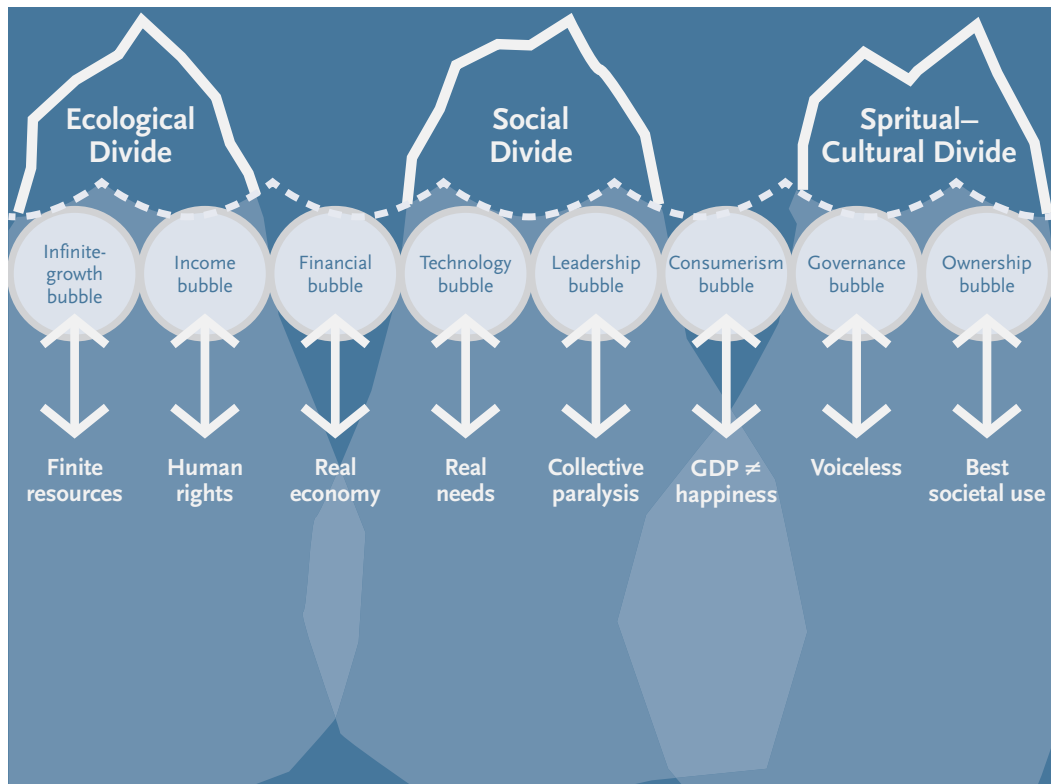 Ecological
Divide
Social
Divide
Spritual–
Cultural Divide
Infinite-
growth
bubble
Income
bubble
Financial
bubble
Technology
bubble
Leadership
bubble
Consumerism
bubble
Governance
bubble
Ownership
bubble
Finite
resources
Human
rights
Real
economy
Real
needs
Collective
paralysis
GDP ≠
happiness
Voiceless
Best
societal use